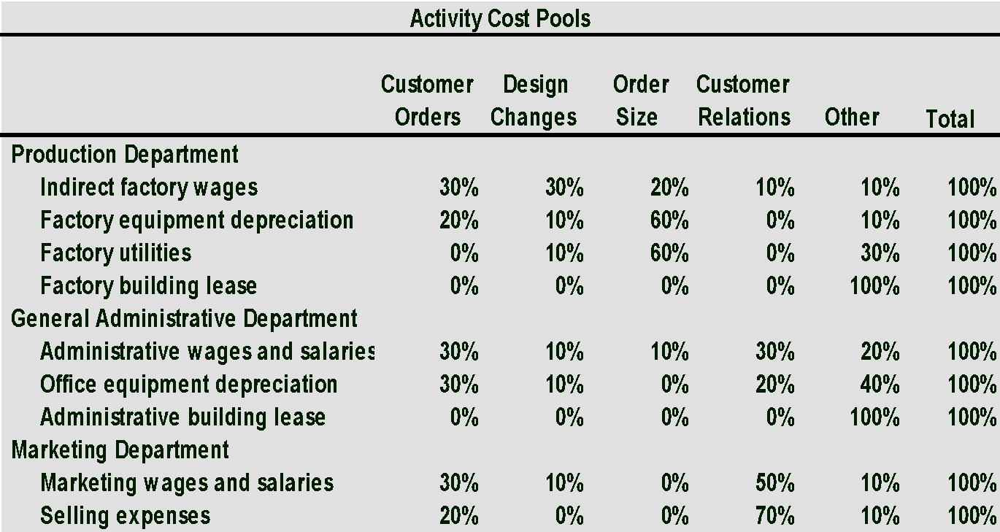 Activity Cost Pools
Customer Design Order Customer
Orders Changes Size Relations Other Total
Production Department
Indirect factory wages 30% 30% 20% 10% 10% 100%
Factory equipment depreciation 20% 10% 60% 0% 10% 100%
Factory utilities 0% 10% 60% 0% 30% 100%
Factory building lease 0% 0% 0% 0% 100% 100%
General Administrative Department
Administrative wages and salaries 30% 10% 10% 30% 20% 100%
Office equipment depreciation 30% 10% 0% 20% 40% 100%
Administrative building lease 0% 0% 0% 0% 100% 100%
Marketing Department
Marketing wages and salaries 30% 10% 0% 50% 10% 100%
Selling expenses 20% 0% 0% 70% 10% 100%